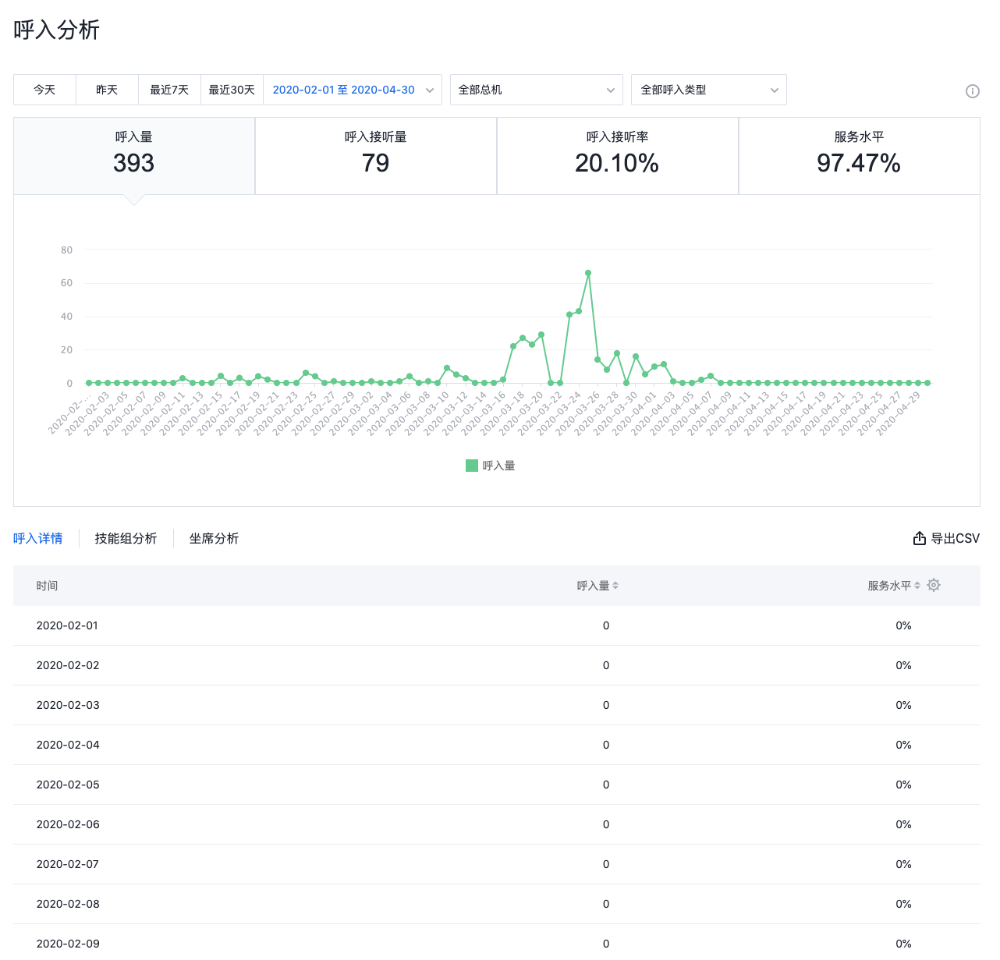 呼入分析
今天 昨天 最近7天 最近30天 2020-02-01 至 2020-04-30 全部总机 全部呼入类型
呼入量 呼入接听量 呼入接听率 服务水平
393 79 20.10% 97.47%
80
60
40
20
0
2020-02-... 2020-02-03 2020-02-05 2020-02-07 2020-02-09 2020-02-11 2020-02-13 2020-02-15 2020-02-17 2020-02-19 2020-02-21 2020-02-23 2020-02-25 2020-02-27 2020-02-29 2020-03-02 2020-03-04 2020-03-06 2020-03-08 2020-03-10 2020-03-12 2020-03-14 2020-03-16 2020-03-18 2020-03-20 2020-03-22 2020-03-24 2020-03-26 2020-03-28 2020-03-30 2020-04-01 2020-04-03 2020-04-05 2020-04-07 2020-04-09 2020-04-11 2020-04-13 2020-04-15 2020-04-17 2020-04-19 2020-04-21 2020-04-23 2020-04-25 2020-04-27 2020-04-29
呼入量
呼入详情 技能组分析 坐席分析 导出CSV
时间 呼入量 服务水平
2020-02-01 0 0%
2020-02-02 0 0%
2020-02-03 0 0%
2020-02-04 0 0%
2020-02-05 0 0%
2020-02-06 0 0%
2020-02-07 0 0%
2020-02-08 0 0%
2020-02-09 0 0%